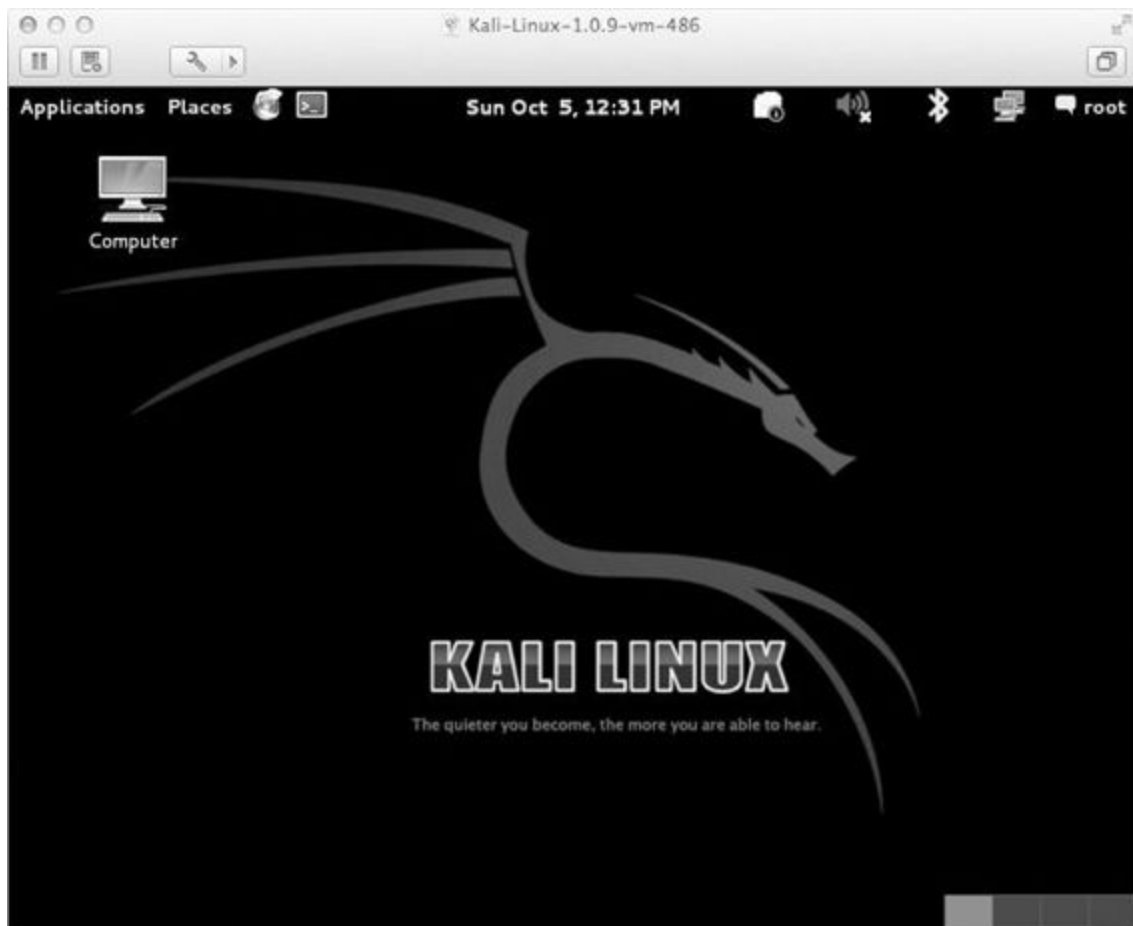 Kali-Linux-1.0.9-vm-486
Applications Places Sun Oct 5, 12:31 PM root
Computer
KALI LINUX
The quieter you become, the more you are able to hear.